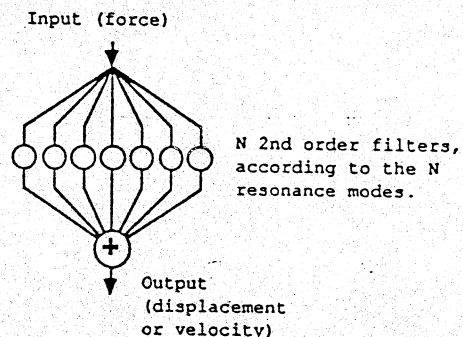 Input (force)
N 2nd order filters,
according to the N
resonance modes.
+
Output
(displacement
or velocity)